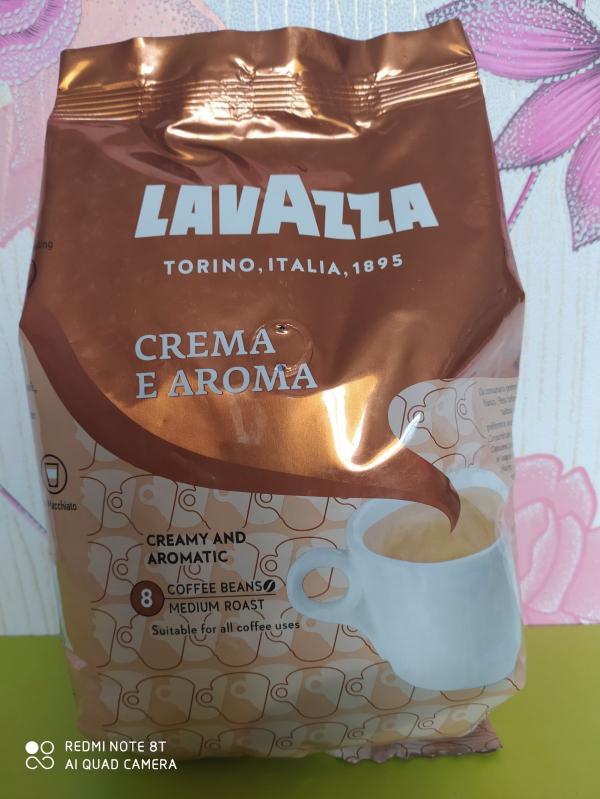 LAVAZZA
TORINO, ITALIA, 1895
CREMA
E AROMA
Macchiato
CREAMY AND
AROMATIC
8
COFFEE BEANS
MEDIUM ROAST
Suitable for all coffee uses
REDMI NOTE 8T
AI QUAD CAMERA